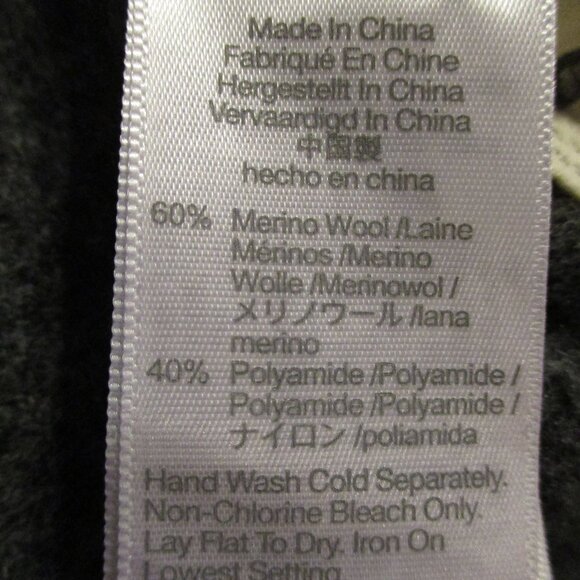 Made In China
Fabriqué En Chine
Hergestellt In China
Vervaardigd In China
中国製
hecho en china
60% Merino Wool /Laine
Mérinos /Merino
Wolle /Merinowol /
メリノウール /lana
merino
40% Polyamide /Polyamide /
Polyamide /Polyamide /
ナイロン /poliamida
Hand Wash Cold Separately.
Non-Chlorine Bleach Only.
Lay Flat To Dry. Iron On
Lowest Setting